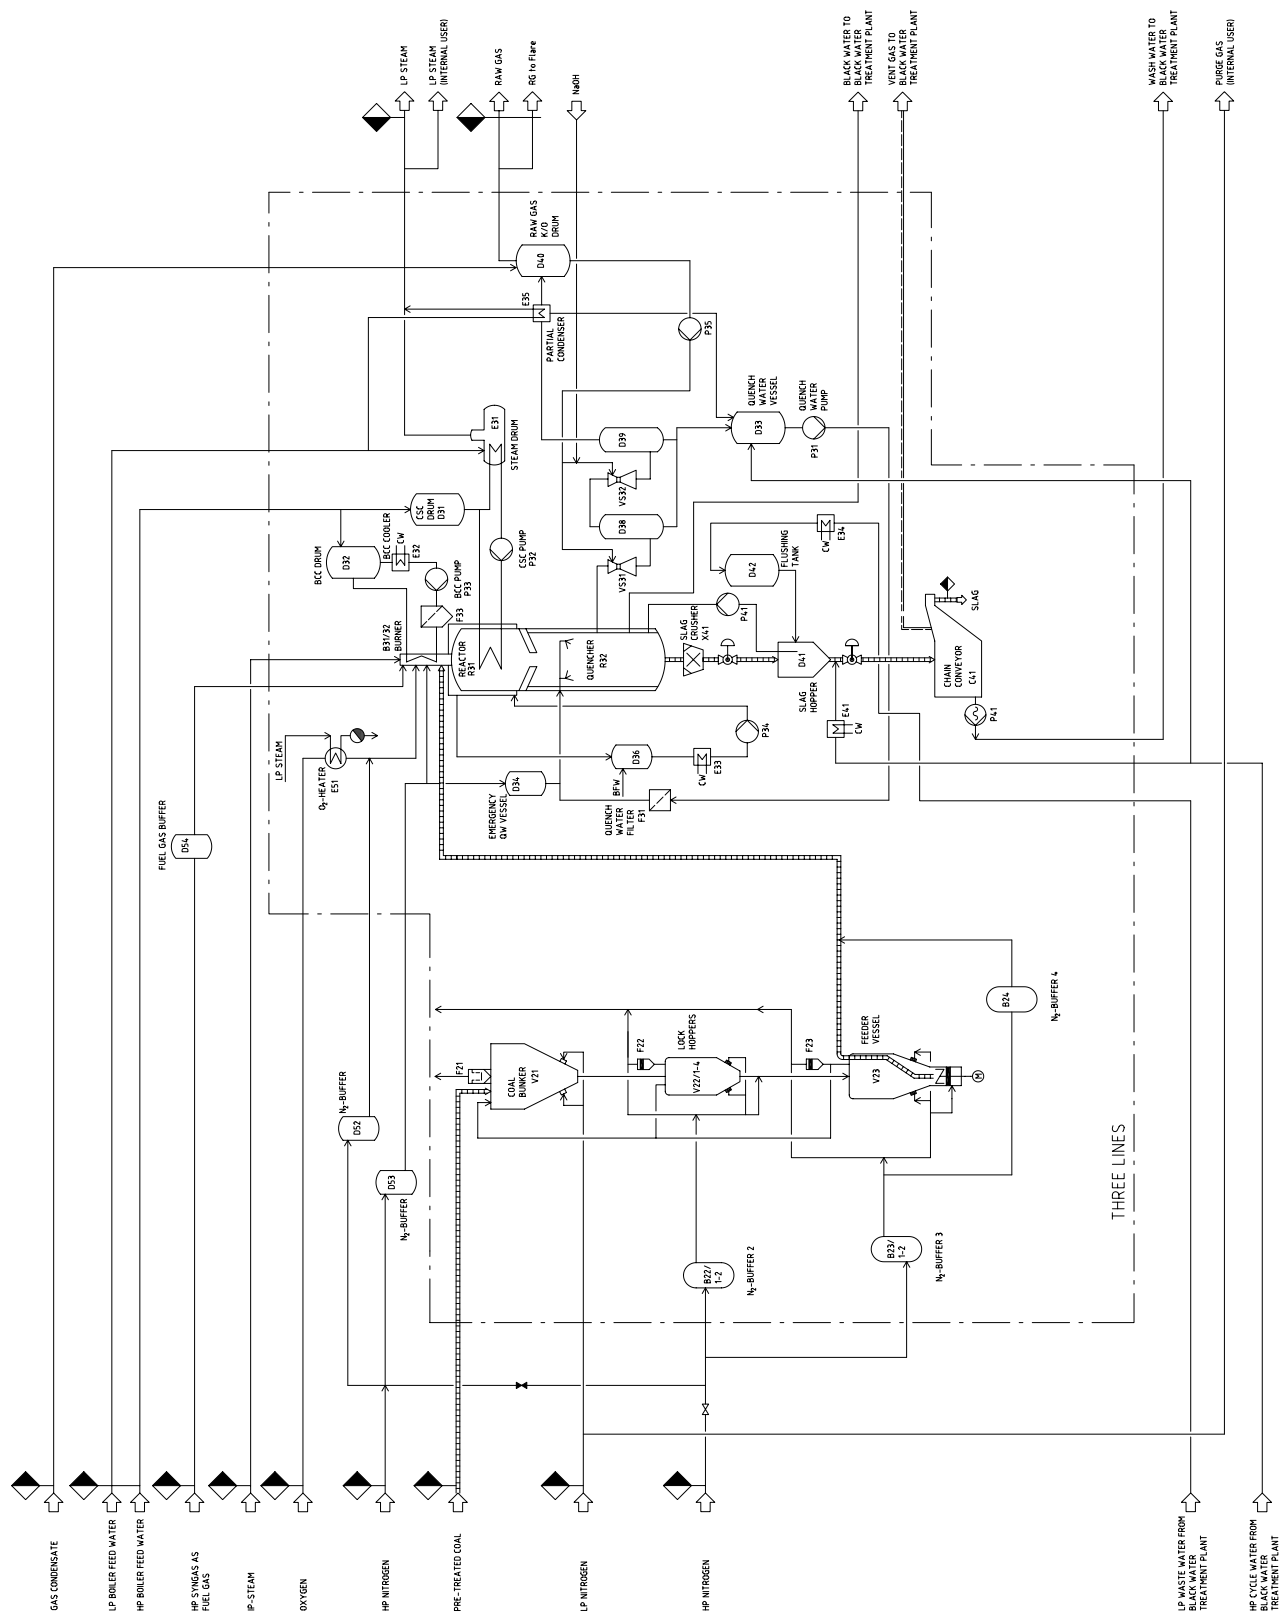 LP STEAM
LP STEAM
(INTERNAL USER)
RAW GAS
RG to Flare
NaOH
BLACK WATER TO
BLACK WATER
TREATMENT PLANT
VENT GAS TO
BLACK WATER
TREATMENT PLANT
WASH WATER TO
BLACK WATER
TREATMENT PLANT
PURGE GAS
(INTERNAL USER)
RAW GAS
K/O
DRUM
D40
E35
PARTIAL
CONDENSER
P35
E31
STEAM DRUM
D39
VS32
D38
VS31
QUENCH
WATER
VESSEL
D33
QUENCH
WATER
PUMP
P31
CSC
DRUM
D31
CSC PUMP
P32
BCC DRUM
D32
BCC COOLER
CW
E32
BCC PUMP
P33
F33
B31/32
BURNER
REACTOR
R31
QUENCHER
R32
SLAG
CRUSHER
X41
P41
D42
FLUSHING
TANK
CW
E34
D41
SLAG
HOPPER
E41
CW
SLAG
CHAIN
CONVEYOR
C41
P41
LP STEAM
O₂-HEATER
E51
FUEL GAS BUFFER
D54
EMERGENCY
QW VESSEL
D34
BFW
D36
CW
E33
P34
QUENCH
WATER
FILTER
F31
F21
COAL
BUNKER
V21
F22
LOCK
HOPPERS
V22/1-4
F23
FEEDER
VESSEL
V23
M
B24
N₂-BUFFER 4
N₂-BUFFER
D52
D53
N₂-BUFFER
B22/
1-2
N₂-BUFFER 2
B23/
1-2
N₂-BUFFER 3
THREE LINES
GAS CONDENSATE
LP BOILER FEED WATER
HP BOILER FEED WATER
HP SYNGAS AS
FUEL GAS
IP-STEAM
OXYGEN
HP NITROGEN
PRE-TREATED COAL
LP NITROGEN
HP NITROGEN
LP WASTE WATER FROM
BLACK WATER
TREATMENT PLANT
HP CYCLE WATER FROM
BLACK WATER
TREATMENT PLANT